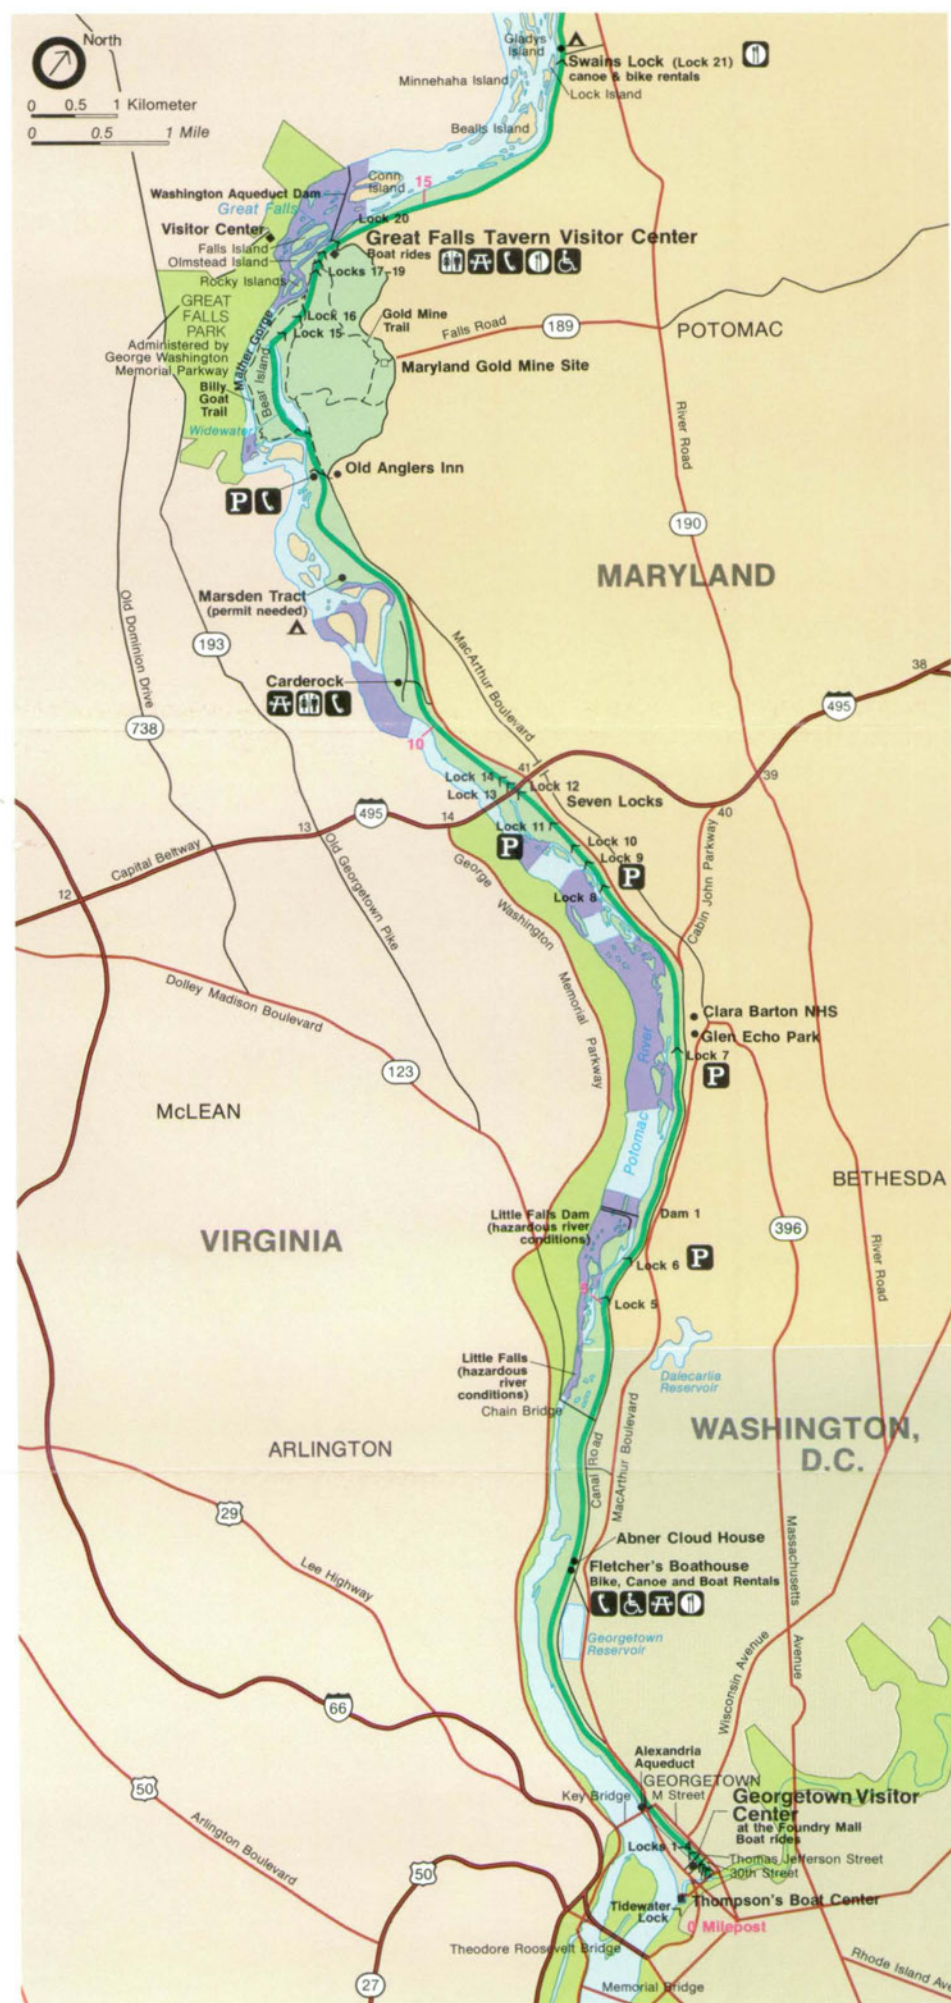 North
0 0.5 1 Kilometer
0 0.5 1 Mile
Gladys
Island
Swains Lock (Lock 21)
canoe & bike rentals
Minnehaha Island
Lock Island
Bealls Island
Conn
Island
15
Washington Aqueduct Dam
Great Falls
Lock 20
Visitor Center
Great Falls Tavern Visitor Center
Boat rides
Falls Island
Olmstead Island
Locks 17-19
Rocky Islands
GREAT
FALLS
PARK
Administered by
George Washington
Memorial Parkway
Lock 16
Lock 15
Gold Mine
Trail
Falls Road
189
POTOMAC
Maryland Gold Mine Site
Mather Gorge
Bear Island
Billy
Goat
Trail
Widewater
River Road
Old Anglers Inn
P
190
MARYLAND
Marsden Tract
(permit needed)
Old Dominion Drive
193
MacArthur Boulevard
Carderock
738
10
38
495
39
40
41
Lock 14
Lock 13
Lock 12
Seven Locks
495
14
13
Lock 11
P
Lock 10
Lock 9
P
Lock 8
Capital Beltway
12
Old Georgetown Pike
George
Washington
Memorial
Parkway
Cabin John Parkway
Dolley Madison Boulevard
Clara Barton NHS
Glen Echo Park
River
Lock 7
P
123
McLEAN
Potomac
BETHESDA
Little Falls Dam
(hazardous river
conditions)
Dam 1
396
VIRGINIA
River Road
Lock 6
P
5
Lock 5
Little Falls
(hazardous
river
conditions)
Dalecarlia
Reservoir
Chain Bridge
WASHINGTON,
D.C.
ARLINGTON
Canal Road
MacArthur Boulevard
29
Lee Highway
Massachusetts
Avenue
Abner Cloud House
Fletcher's Boathouse
Bike, Canoe and Boat Rentals
Georgetown
Reservoir
Wisconsin Avenue
66
Alexandria
Aqueduct
GEORGETOWN
Key Bridge
M Street
Georgetown Visitor
Center
at the Foundry Mall
Boat rides
50
Arlington Boulevard
Locks 1-4
Thomas Jefferson Street
30th Street
50
Tidewater
Lock
Thompson's Boat Center
0 Milepost
Theodore Roosevelt Bridge
Rhode Island Ave
27
Memorial Bridge